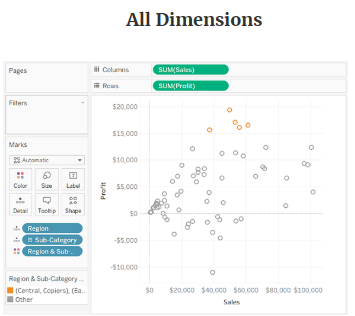 All Dimensions
Pages
Columns
SUM(Sales)
Rows
SUM(Profit)
Filters
Marks
Automatic
Color
Size
Label
Detail
Tooltip
Shape
Region
Sub-Category
Region & Sub-..
Region & Sub-Category ...
(Central, Copiers), (Ea..
Other
Profit
$20,000
$15,000
$10,000
$5,000
$0
-$5,000
-$10,000
$0
$20,000
$40,000
$60,000
$80,000
$100,000
Sales